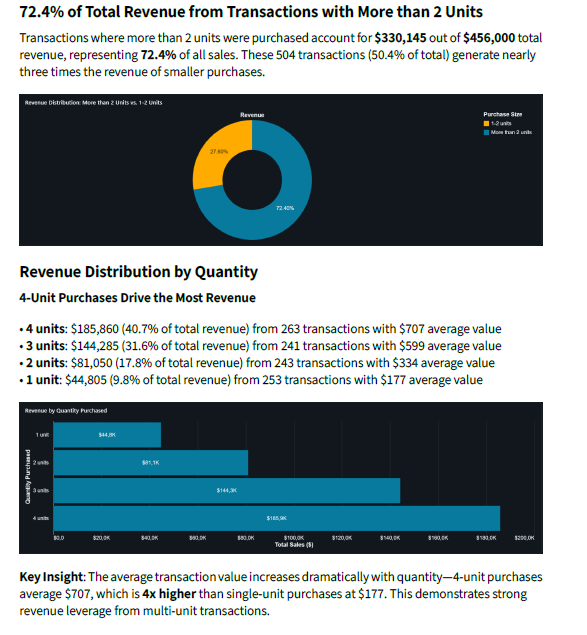 72.4% of Total Revenue from Transactions with More than 2 Units
Transactions where more than 2 units were purchased account for $330,145 out of $456,000 total
revenue, representing 72.4% of all sales. These 504 transactions (50.4% of total) generate nearly
three times the revenue of smaller purchases.
Revenue Distribution: More than 2 Units vs. 1-2 Units
Revenue
Purchase Size
1-2 units
More than 2 units
27.60%
72.40%
Revenue Distribution by Quantity
4-Unit Purchases Drive the Most Revenue
• 4 units: $185,860 (40.7% of total revenue) from 263 transactions with $707 average value
• 3 units: $144,285 (31.6% of total revenue) from 241 transactions with $599 average value
• 2 units: $81,050 (17.8% of total revenue) from 243 transactions with $334 average value
• 1 unit: $44,805 (9.8% of total revenue) from 253 transactions with $177 average value
Revenue by Quantity Purchased
Quantity Purchased
1 unit
$44,8K
2 units
$81,1K
3 units
$144,3K
4 units
$185,9K
$0,0
$20,0K
$40,0K
$60,0K
$80,0K
$100,0K
$120,0K
$140,0K
$160,0K
$180,0K
$200,0K
Total Sales ($)
Key Insight: The average transaction value increases dramatically with quantity—4-unit purchases
average $707, which is 4x higher than single-unit purchases at $177. This demonstrates strong
revenue leverage from multi-unit transactions.